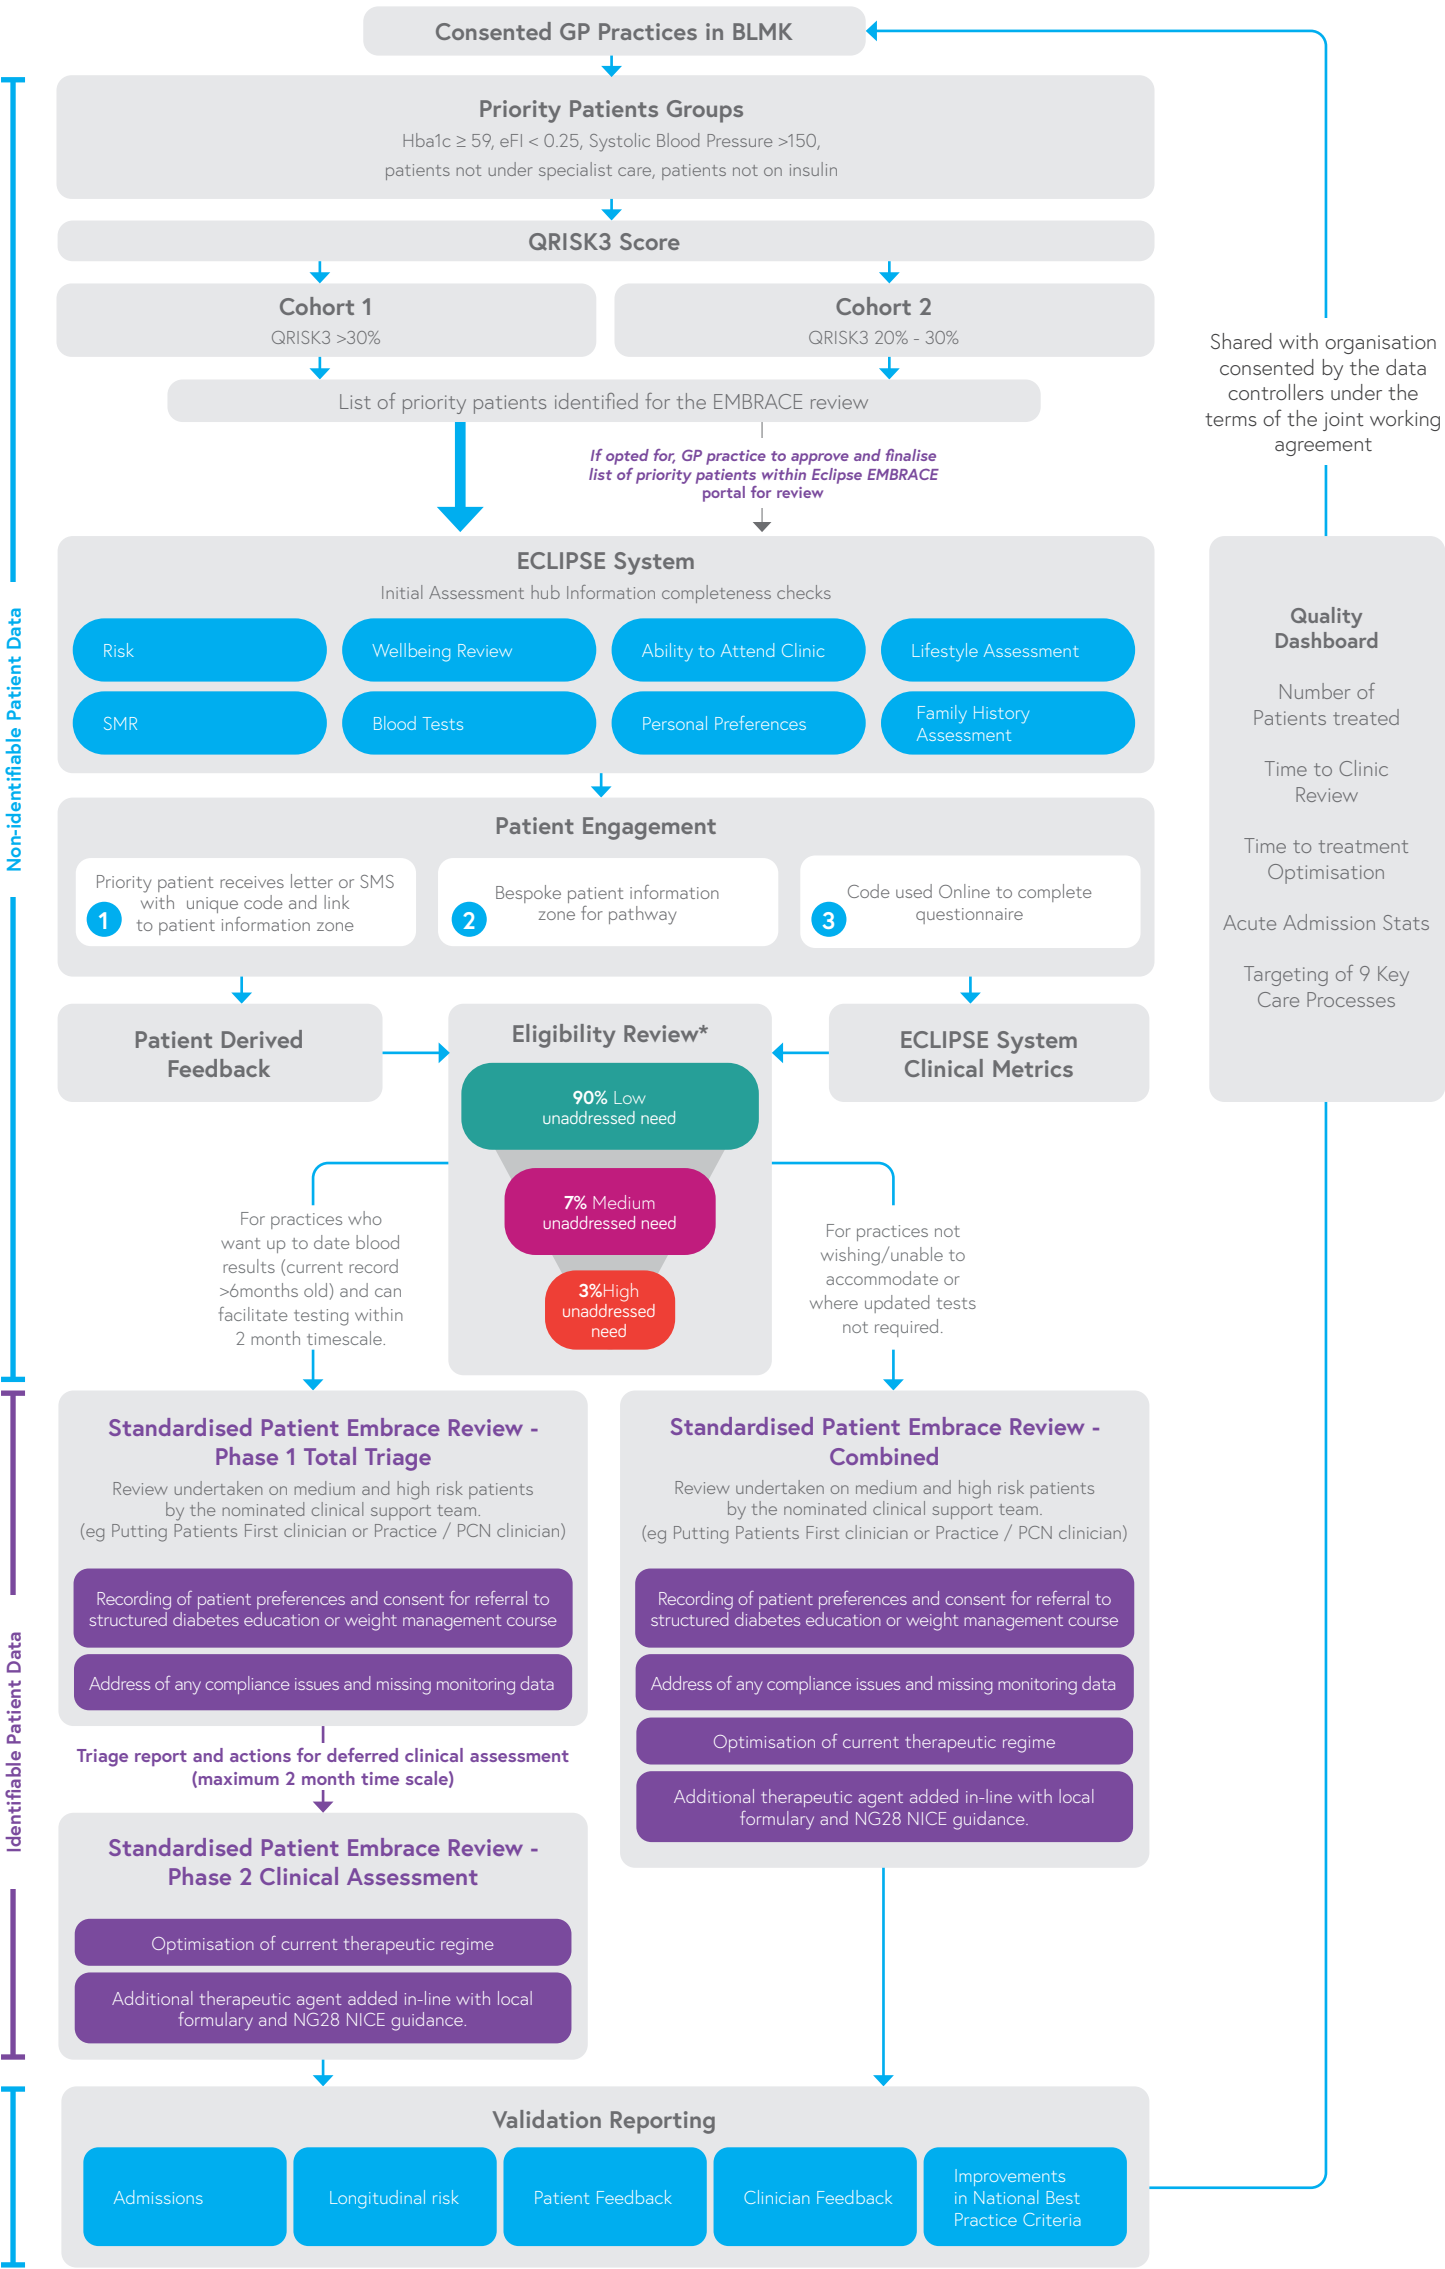 Consented GP Practices in BLMK
Priority Patients Groups
Hba1c ≥ 59, eFI < 0.25, Systolic Blood Pressure >150,
patients not under specialist care, patients not on insulin
QRISK3 Score
Cohort 1
QRISK3 >30%
Cohort 2
QRISK3 20% - 30%
List of priority patients identified for the EMBRACE review
If opted for, GP practice to approve and finalise
list of priority patients within Eclipse EMBRACE
portal for review
Shared with organisation
consented by the data
controllers under the
terms of the joint working
agreement
ECLIPSE System
Initial Assessment hub Information completeness checks
Risk
Wellbeing Review
Ability to Attend Clinic
Lifestyle Assessment
SMR
Blood Tests
Personal Preferences
Family History
Assessment
Non-identifiable Patient Data
Quality
Dashboard
Number of
Patients treated
Time to Clinic
Review
Time to treatment
Optimisation
Acute Admission Stats
Targeting of 9 Key
Care Processes
Patient Engagement
Priority patient receives letter or SMS
with unique code and link
to patient information zone
1
Bespoke patient information
zone for pathway
2
Code used Online to complete
questionnaire
3
Patient Derived
Feedback
Eligibility Review*
90% Low
unaddressed need
7% Medium
unaddressed need
3%High
unaddressed
need
ECLIPSE System
Clinical Metrics
For practices who
want up to date blood
results (current record
>6months old) and can
facilitate testing within
2 month timescale.
For practices not
wishing/unable to
accommodate or
where updated tests
not required.
Identifiable Patient Data
Standardised Patient Embrace Review -
Phase 1 Total Triage
Review undertaken on medium and high risk patients
by the nominated clinical support team.
(eg Putting Patients First clinician or Practice / PCN clinician)
Recording of patient preferences and consent for referral to
structured diabetes education or weight management course
Address of any compliance issues and missing monitoring data
Triage report and actions for deferred clinical assessment
(maximum 2 month time scale)
Standardised Patient Embrace Review -
Phase 2 Clinical Assessment
Optimisation of current therapeutic regime
Additional therapeutic agent added in-line with local
formulary and NG28 NICE guidance.
Standardised Patient Embrace Review -
Combined
Review undertaken on medium and high risk patients
by the nominated clinical support team.
(eg Putting Patients First clinician or Practice / PCN clinician)
Recording of patient preferences and consent for referral to
structured diabetes education or weight management course
Address of any compliance issues and missing monitoring data
Optimisation of current therapeutic regime
Additional therapeutic agent added in-line with local
formulary and NG28 NICE guidance.
Validation Reporting
Admissions
Longitudinal risk
Patient Feedback
Clinician Feedback
Improvements
in National Best
Practice Criteria